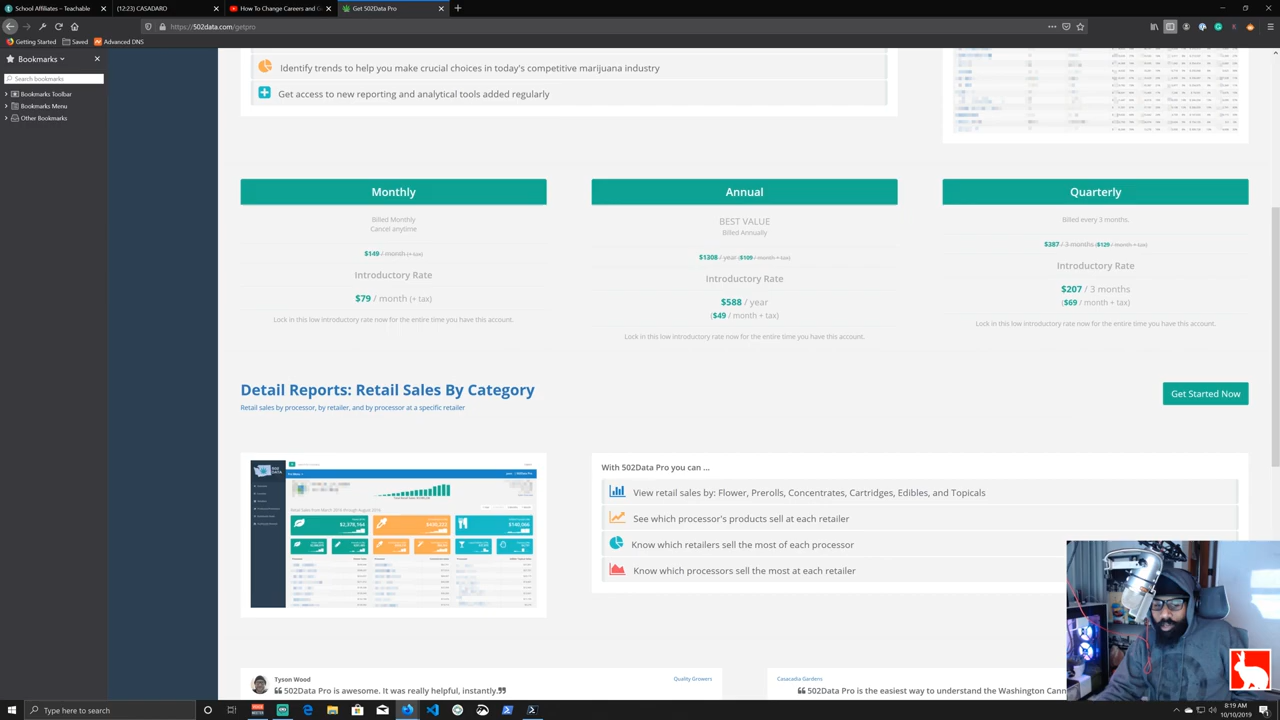 School Affiliates – Teachable
(12:23) CASADARO
How To Change Careers and G
Get 502Data Pro
https://502data.com/getpro
Getting Started
Saved
Advanced DNS
Bookmarks
Search bookmarks
Bookmarks Toolbar
Bookmarks Menu
Other Bookmarks
Identify trends to help you ma
petitive marijuana industry
Get access to new reporting and analytical tools added regularly
Monthly
Billed Monthly
Cancel anytime
$149 / month (+ tax)
Introductory Rate
$79 / month (+ tax)
Lock in this low introductory rate now for the entire time you have this account.
Annual
BEST VALUE
Billed Annually
$1308 / year ($109 / month + tax)
Introductory Rate
$588 / year
($49 / month + tax)
Lock in this low introductory rate now for the entire time you have this account.
Quarterly
Billed every 3 months.
$387 / 3 months ($129 / month + tax)
Introductory Rate
$207 / 3 months
($69 / month + tax)
Lock in this low introductory rate now for the entire time you have this account.
Detail Reports: Retail Sales By Category
Retail sales by processor, by retailer, and by processor at a specific retailer
Get Started Now
With 502Data Pro you can ...
View retail sales by: Flower, Prerolls, Concentrates, Cartridges, Edibles, and Topicals
See which processor's products sell at each retailer
Know which retailers sell the most of each processor
Know which processors sell the most at each retailer
$2,378,164
$140,366
Tyson Wood
Quality Growers
502Data Pro is awesome. It was really helpful, instantly.
Casacadia Gardens
502Data Pro is the easiest way to understand the Washington Cann
Type here to search
8:19 AM
10/10/2019